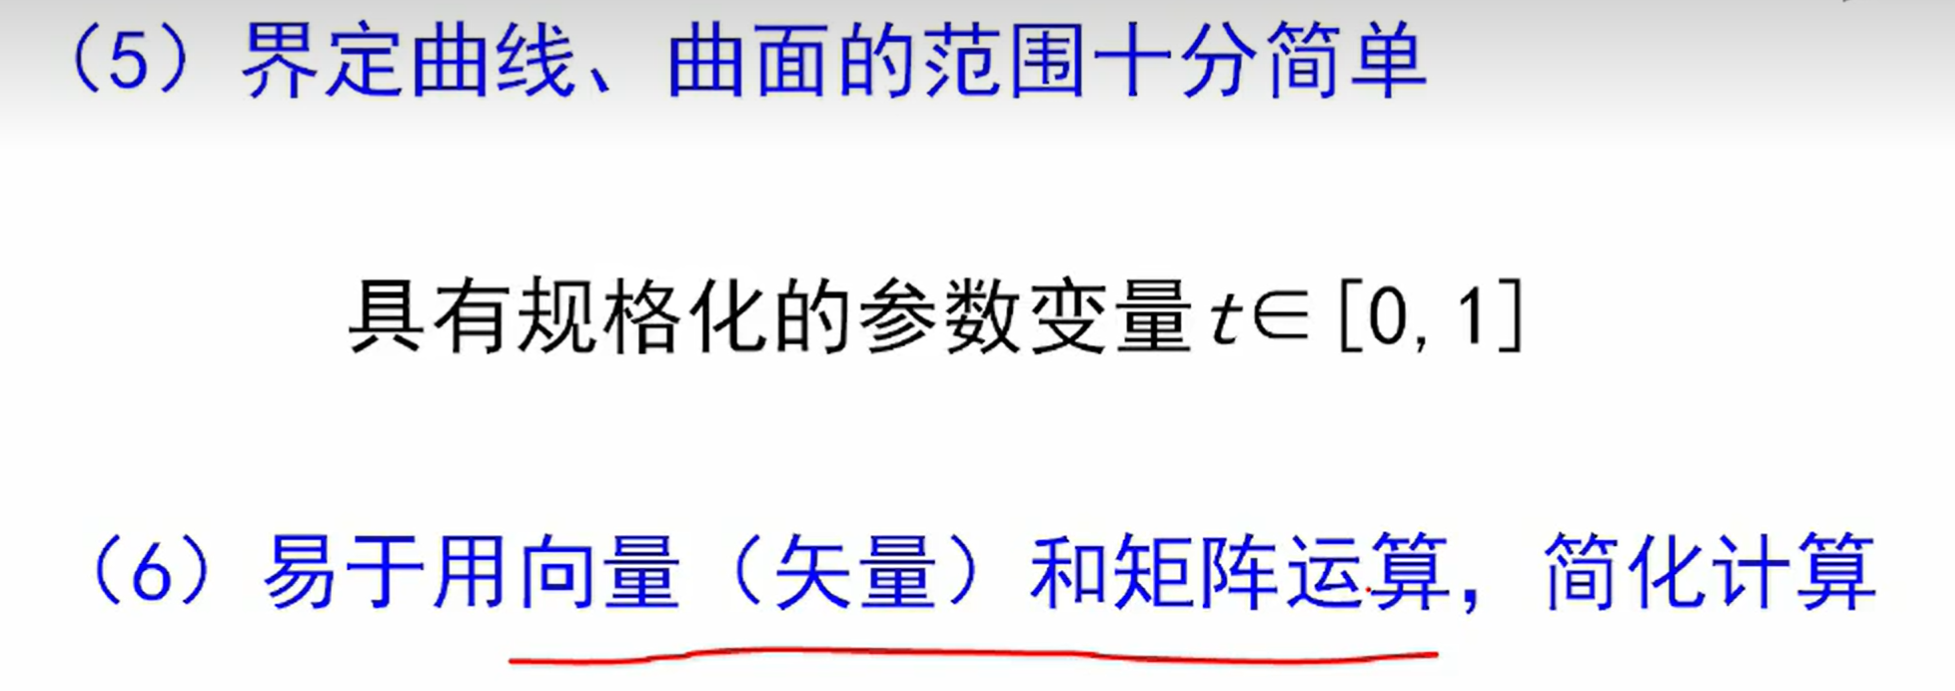 （5）界定曲线、曲面的范围十分简单
具有规格化的参数变量t∈[0,1]
（6）易于用向量（矢量）和矩阵运算，简化计算